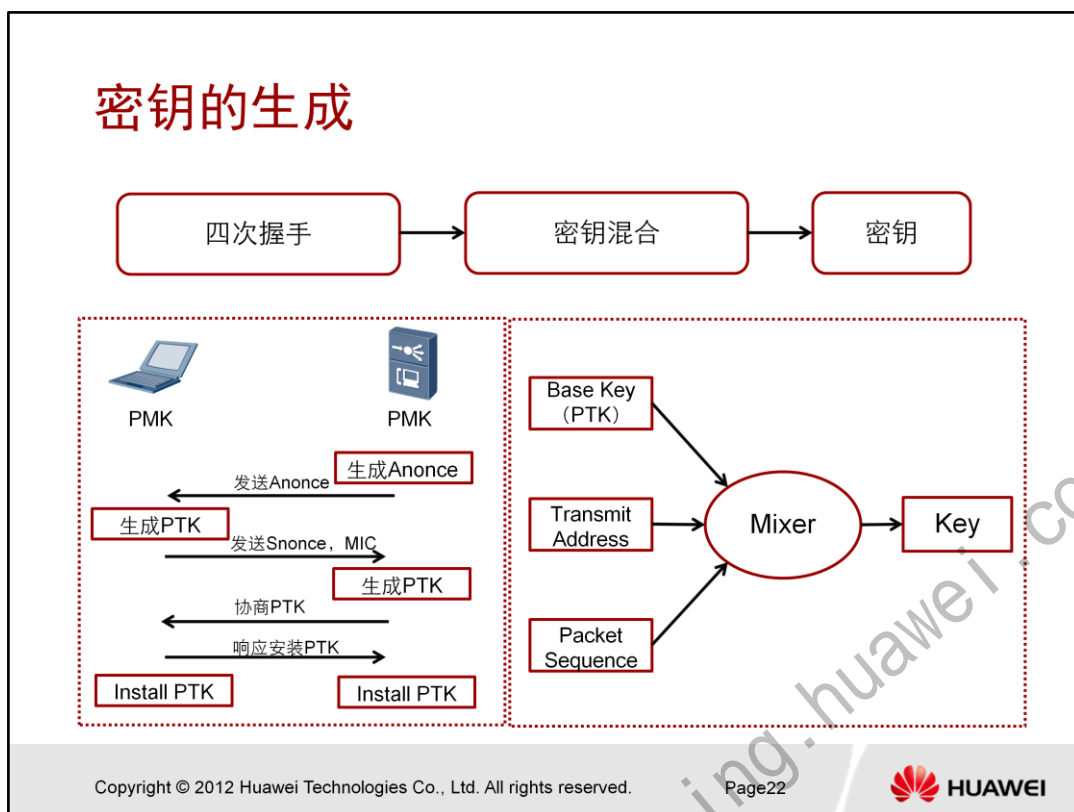 密钥的生成
四次握手
密钥混合
密钥
PMK
PMK
生成Anonce
发送Anonce
生成PTK
发送Snonce，MIC
生成PTK
协商PTK
响应安装PTK
Install PTK
Install PTK
Base Key
（PTK）
Transmit
Address
Packet
Sequence
Mixer
Key
ing.huawei.co
Copyright © 2012 Huawei Technologies Co., Ltd. All rights reserved.
Page22
HUAWEI